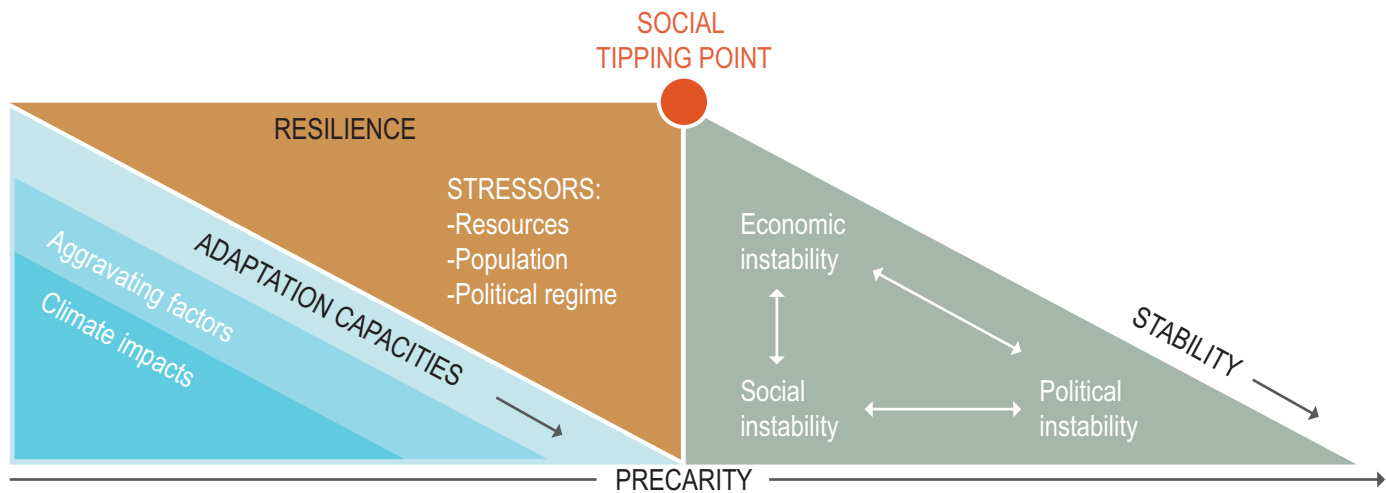 SOCIAL
TIPPING POINT
RESILIENCE
STRESSORS:
-Resources
-Population
-Political regime
ADAPTATION CAPACITIES
Aggravating factors
Climate impacts
Economic
instability
Social
instability
Political
instability
STABILITY
PRECARITY